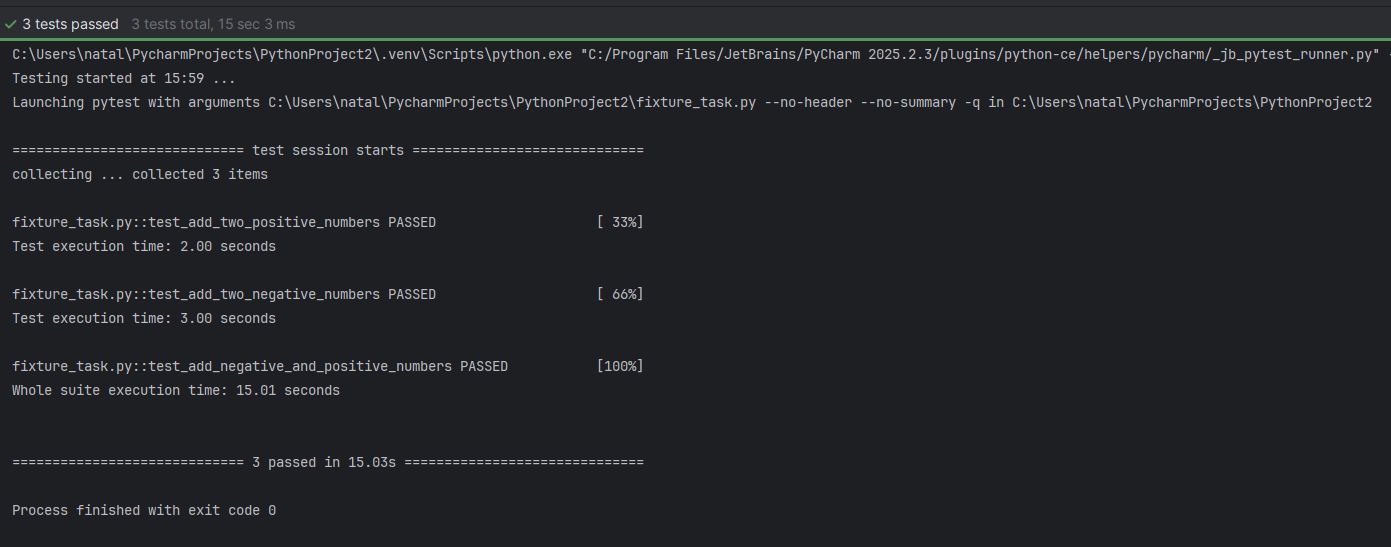 3 tests passed 3 tests total, 15 sec 3 ms
C:\Users\natal\PycharmProjects\PythonProject2\.venv\Scripts\python.exe "C:/Program Files/JetBrains/PyCharm 2025.2.3/plugins/python-ce/helpers/pycharm/_jb_pytest_runner.py"
Testing started at 15:59 ...
Launching pytest with arguments C:\Users\natal\PycharmProjects\PythonProject2\fixture_task.py --no-header --no-summary -q in C:\Users\natal\PycharmProjects\PythonProject2
============================= test session starts =============================
collecting ... collected 3 items
fixture_task.py::test_add_two_positive_numbers PASSED                    [ 33%]
Test execution time: 2.00 seconds
fixture_task.py::test_add_two_negative_numbers PASSED                    [ 66%]
Test execution time: 3.00 seconds
fixture_task.py::test_add_negative_and_positive_numbers PASSED           [100%]
Whole suite execution time: 15.01 seconds
============================= 3 passed in 15.03s ==============================
Process finished with exit code 0